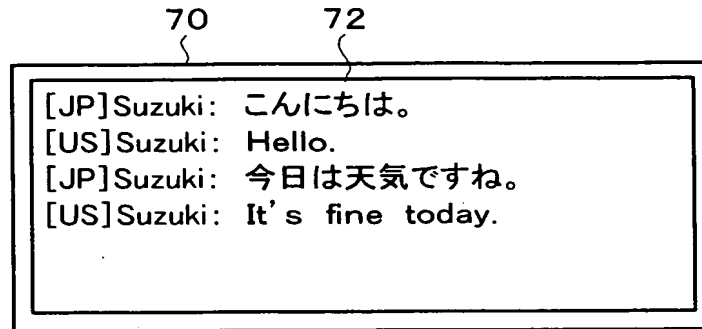 70 72
[JP]Suzuki: こんにちは。
[US]Suzuki: Hello.
[JP]Suzuki: 今日は天気ですね。
[US]Suzuki: It's fine today.